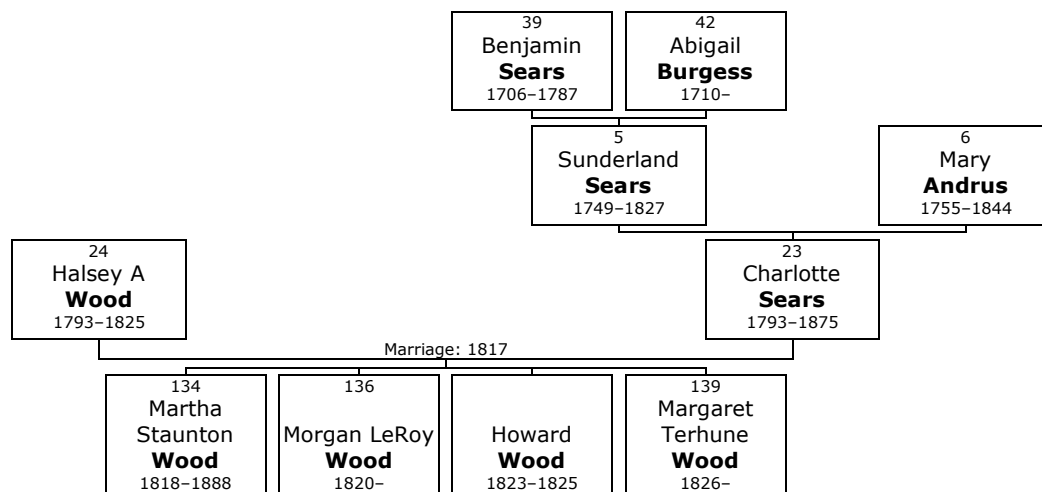 39
Benjamin
Sears
1706–1787
42
Abigail
Burgess
1710–
5
Sunderland
Sears
1749–1827
6
Mary
Andrus
1755–1844
24
Halsey A
Wood
1793–1825
23
Charlotte
Sears
1793–1875
Marriage: 1817
134
Martha
Staunton
Wood
1818–1888
136
Morgan LeRoy
Wood
1820–
Howard
Wood
1823–1825
139
Margaret
Terhune
Wood
1826–